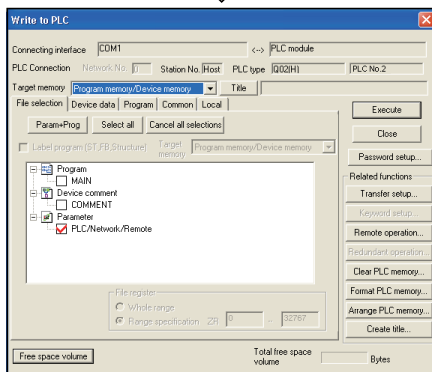 Write to PLC
Connecting interface COM1 <--> PLC module
PLC Connection Network No. 0 Station No. Host PLC type Q02(H) PLC No.2
Target memory Program memory/Device memory Title
File selection Device data Program Common Local
Param+Prog Select all Cancel all selections
Label program (ST,FB,Structure) Target memory Program memory/Device memory
Program
MAIN
Device comment
COMMENT
Parameter
PLC/Network/Remote
File register
Whole range
Range specification ZR 0 - 32767
Free space volume
Total free space volume Bytes
Execute
Close
Password setup...
Related functions
Transfer setup...
Keyword setup...
Remote operation...
Redundant operation...
Clear PLC memory...
Format PLC memory...
Arrange PLC memory...
Create title...